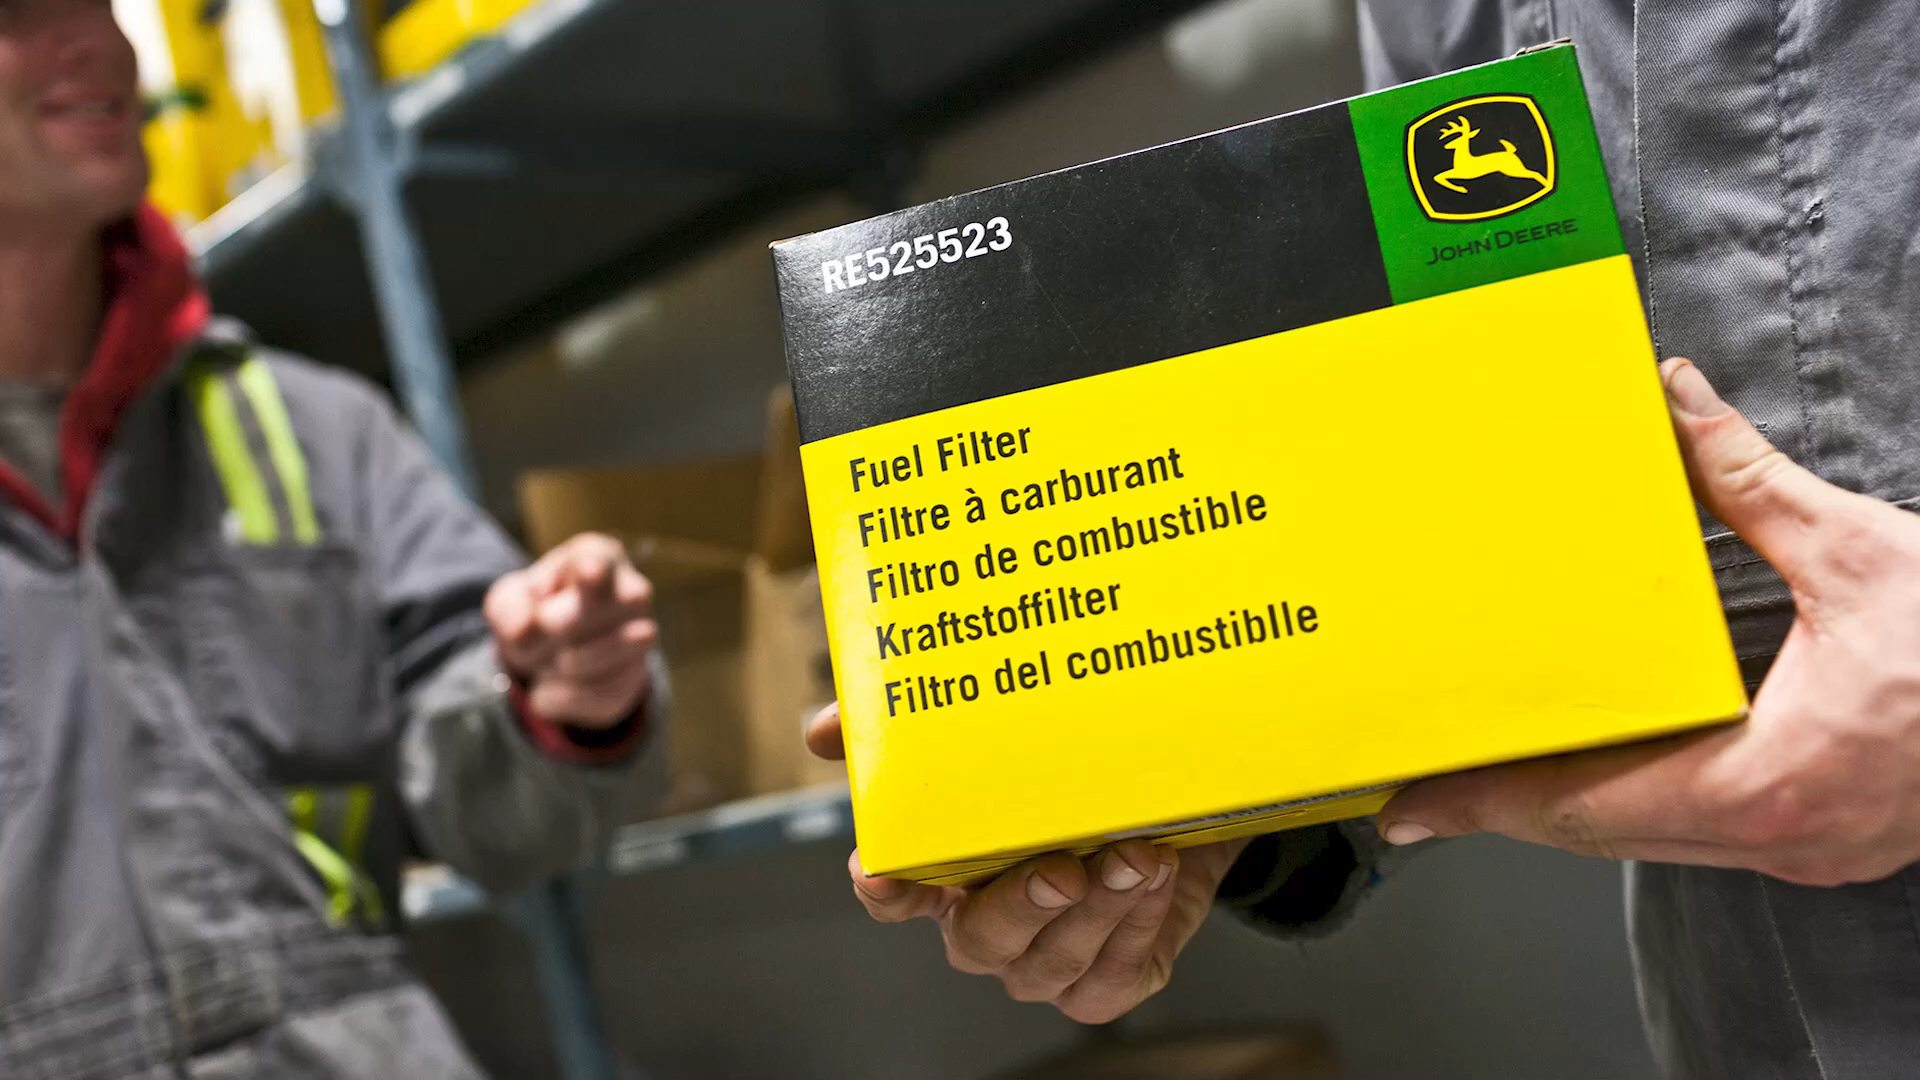 RE525523
JOHN DEERE
Fuel Filter
Filtre à carburant
Filtro de combustible
Kraftstoffilter
Filtro del combustiblle